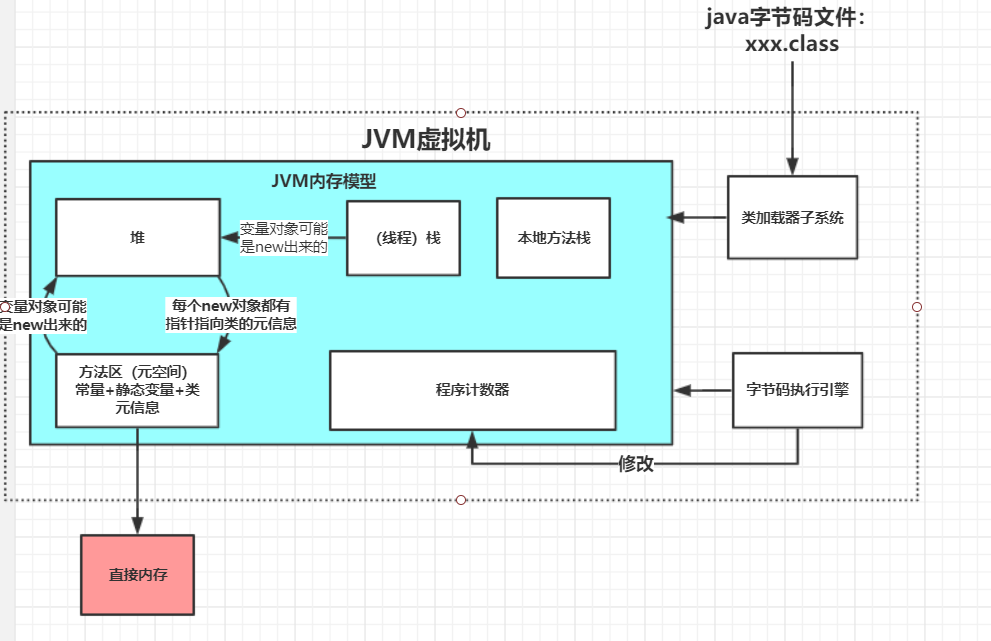 java字节码文件：
xxx.class
JVM虚拟机
JVM内存模型
堆
变量对象可能
是new出来的
（线程）栈
本地方法栈
类加载器子系统
变量对象可能
是new出来的
每个new对象都有
指针指向类的元信息
方法区（元空间）
常量+静态变量+类
元信息
程序计数器
字节码执行引擎
修改
直接内存